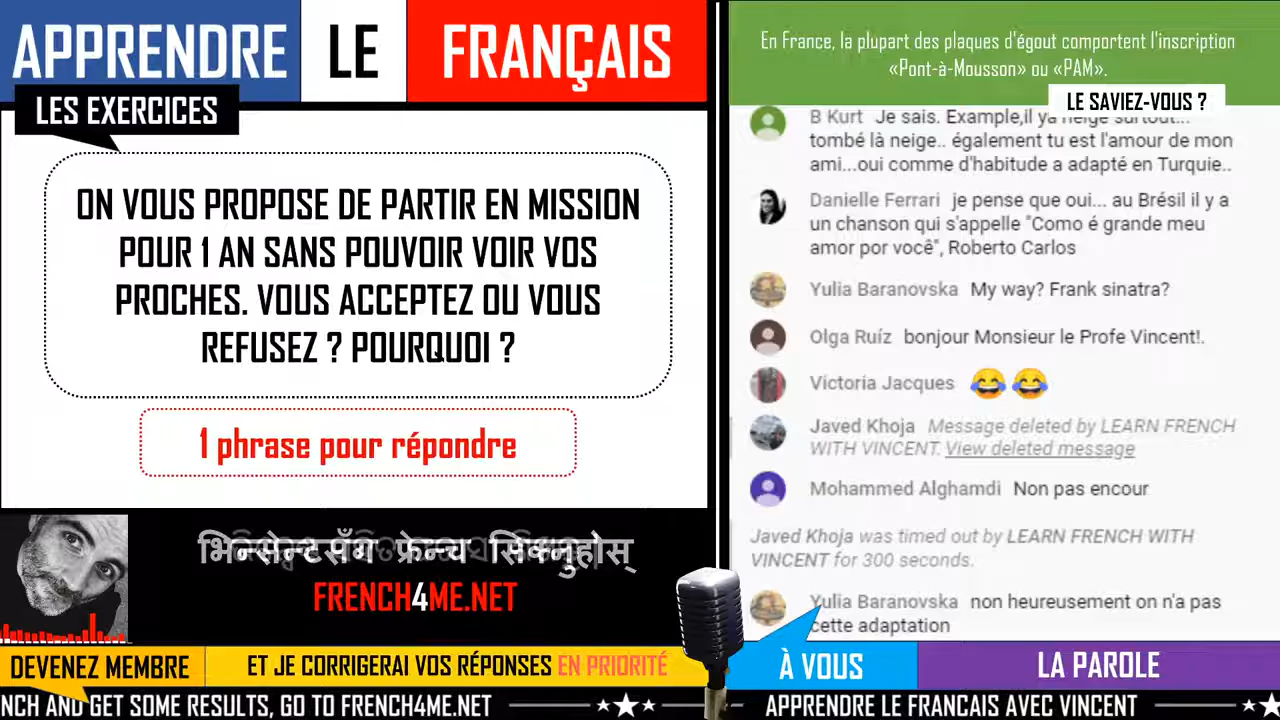 APPRENDRE LE FRANÇAIS
LES EXERCICES
ON VOUS PROPOSE DE PARTIR EN MISSION
POUR 1 AN SANS POUVOIR VOIR VOS
PROCHES. VOUS ACCEPTEZ OU VOUS
REFUSEZ ? POURQUOI ?
1 phrase pour répondre
भिन्सेन्टसँग फ्रेन्च सिक्नुहोस्
FRENCH4ME.NET
DEVENEZ MEMBRE
ET JE CORRIGERAI VOS RÉPONSES EN PRIORITÉ
En France, la plupart des plaques d'égout comportent l'inscription
«Pont-à-Mousson» ou «PAM».
LE SAVIEZ-VOUS ?
B Kurt Je sais. Example,il ya neige surtout...
tombé là neige.. également tu est l'amour de mon
ami...oui comme d'habitude a adapté en Turquie..
Danielle Ferrari je pense que oui... au Brésil il y a
un chanson qui s'appelle "Como é grande meu
amor por você", Roberto Carlos
Yulia Baranovska My way? Frank sinatra?
Olga Ruíz bonjour Monsieur le Profe Vincent!.
Victoria Jacques 😂 😂
Javed Khoja Message deleted by LEARN FRENCH
WITH VINCENT. View deleted message
Mohammed Alghamdi Non pas encour
Javed Khoja was timed out by LEARN FRENCH WITH
VINCENT for 300 seconds.
Yulia Baranovska non heureusement on n'a pas
cette adaptation
À VOUS LA PAROLE
NCH AND GET SOME RESULTS, GO TO FRENCH4ME.NET
APPRENDRE LE FRANCAIS AVEC VINCENT